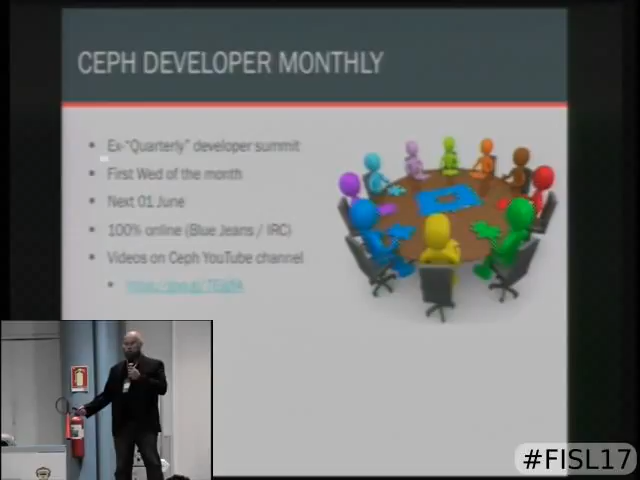 CEPH DEVELOPER MONTHLY
Ex-"Quarterly" developer summit
First Wed of the month
Next 01 June
100% online (Blue Jeans / IRC)
Videos on Ceph YouTube channel
#FISL17